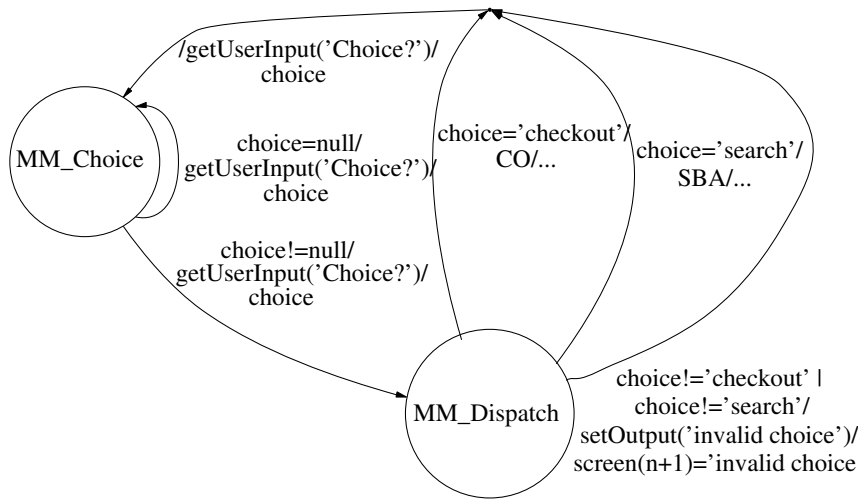 /getUserInput('Choice?')/
choice
MM_Choice
choice=null/
getUserInput('Choice?')/
choice
choice='checkout'/
CO/...
choice='search'/
SBA/...
choice!=null/
getUserInput('Choice?')/
choice
MM_Dispatch
choice!='checkout' |
choice!='search'/
setOutput('invalid choice')/
screen(n+1)='invalid choice